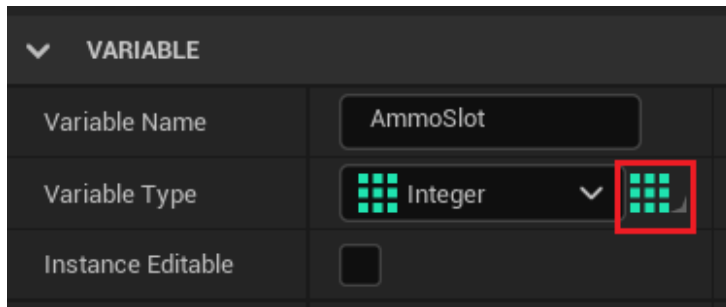 VARIABLE
Variable Name AmmoSlot
Variable Type Integer
Instance Editable